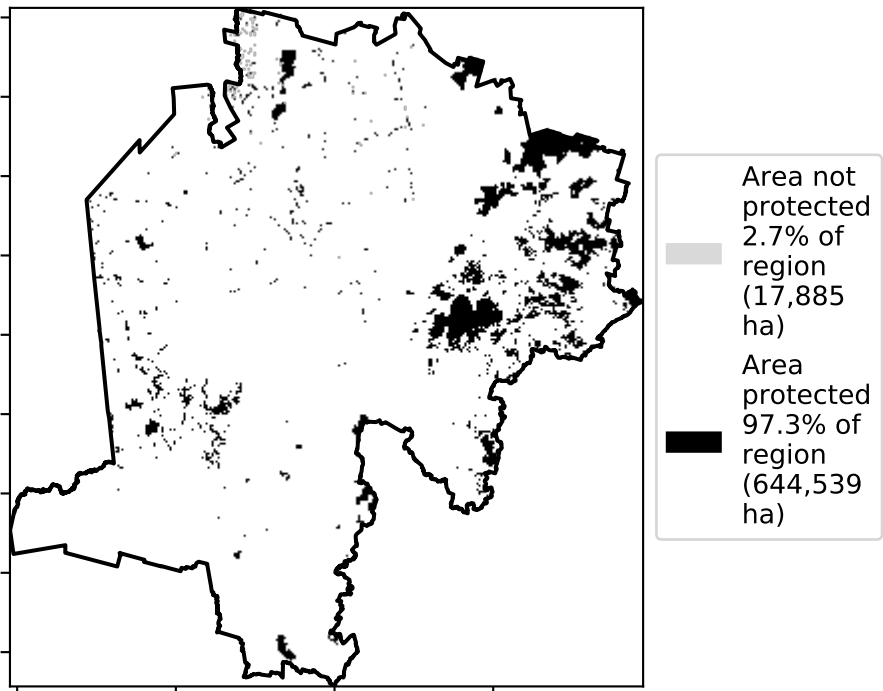 Area not
protected
2.7% of
region
(17,885
ha)
Area
protected
97.3% of
region
(644,539
ha)